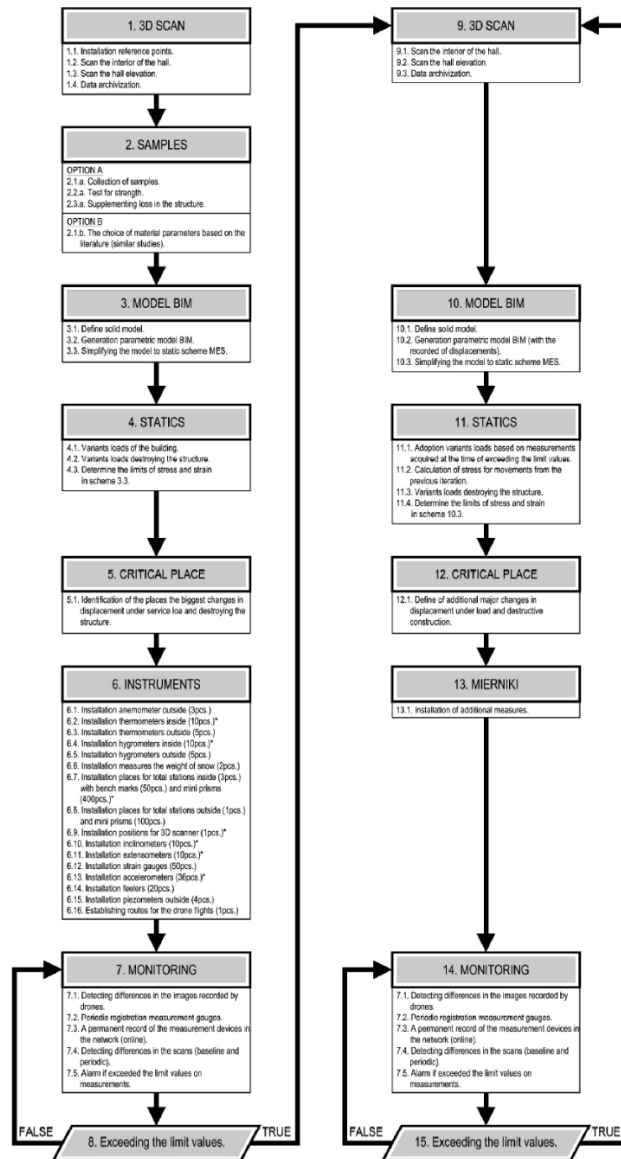 1. 3D SCAN
1.1. Installation reference points.
1.2. Scan the interior of the hall.
1.3. Scan the hall elevation.
1.4. Data archivization.
2. SAMPLES
OPTION A
2.1.a. Collection of samples.
2.2.a. Test for strength.
2.3.a. Supplementing loss in the structure.
OPTION B
2.1.b. The choice of material parameters based on the
literature (similar studies).
3. MODEL BIM
3.1. Define solid model.
3.2. Generation parametric model BIM.
3.3. Simplifying the model to static scheme MES.
4. STATICS
4.1. Variants loads of the building.
4.2. Variants loads destroying the structure.
4.3. Determine the limits of stress and strain
in scheme 3.3.
5. CRITICAL PLACE
5.1. Identification of the places the biggest changes in
displacement under service loa and destroying the
structure.
6. INSTRUMENTS
6.1. Installation anemometer outside (3pcs.)
6.2. Installation thermometers inside (10pcs.)*
6.3. Installation thermometers outside (5pcs.)
6.4. Installation hygrometers inside (10pcs.)*
6.5. Installation hygrometers outside (5pcs.)
6.6. Installation measures the weight of snow (2pcs.)
6.7. Installation places for total stations inside (3pcs.)
with bench marks (50pcs.) and mini prisms
(400pcs.)*
6.8. Installation places for total stations outside (1pcs.)
and mini prisms (100pcs.)
6.9. Installation positions for 3D scanner (1pcs.)*
6.10. Installation inclinometers (10pcs.)*
6.11. Installation extensometers (10pcs.)*
6.12. Installation strain gauges (50pcs.)
6.13. Installation accelerometers (36pcs.)*
6.14. Installation feelers (20pcs.)
6.15. Installation piezometers outside (4pcs.)
6.16. Establishing routes for the drone flights (1pcs.)
7. MONITORING
7.1. Detecting differences in the images recorded by
drones.
7.2. Periodic registration measurement gauges.
7.3. A permanent record of the measurement devices in
the network (online).
7.4. Detecting differences in the scans (baseline and
periodic).
7.5. Alarm if exceeded the limit values on
measurements.
FALSE
8. Exceeding the limit values.
TRUE
9. 3D SCAN
9.1. Scan the interior of the hall.
9.2. Scan the hall elevation.
9.3. Data archivization.
10. MODEL BIM
10.1. Define solid model.
10.2. Generation parametric model BIM (with the
recorded of displacements).
10.3. Simplifying the model to static scheme MES.
11. STATICS
11.1. Adoption variants loads based on measurements
acquired at the time of exceeding the limit values.
11.2. Calculation of stress for movements from the
previous iteration.
11.3. Variants loads destroying the structure.
11.4. Determine the limits of stress and strain
in scheme 10.3.
12. CRITICAL PLACE
12.1. Define of additional major changes in
displacement under load and destructive
construction.
13. MIERNIKI
13.1. Installation of additional measures.
14. MONITORING
7.1. Detecting differences in the images recorded by
drones.
7.2. Periodic registration measurement gauges.
7.3. A permanent record of the measurement devices in
the network (online).
7.4. Detecting differences in the scans (baseline and
periodic).
7.5. Alarm if exceeded the limit values on
measurements.
FALSE
15. Exceeding the limit values.
TRUE